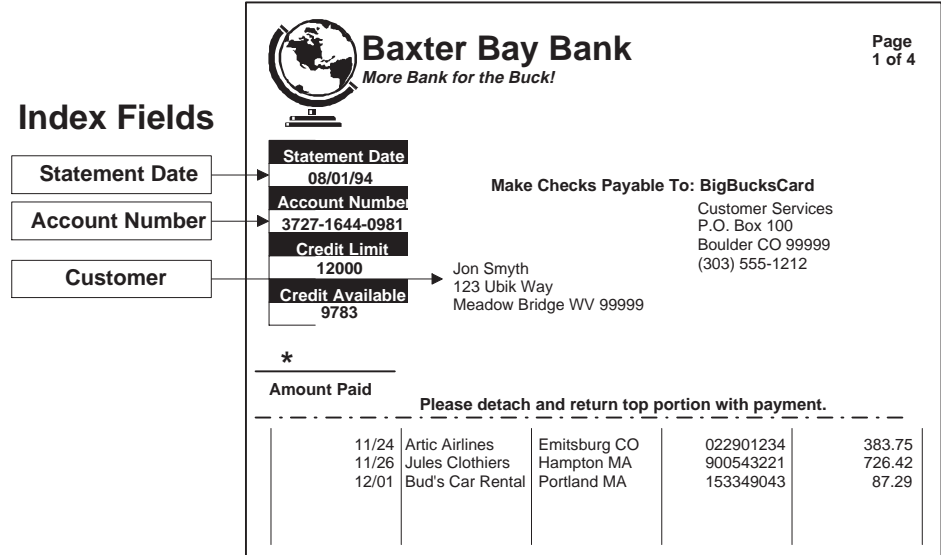 Baxter Bay Bank
More Bank for the Buck!
Page
1 of 4
Index Fields
Statement Date
Account Number
Customer
Statement Date
08/01/94
Account Number
3727-1644-0981
Credit Limit
12000
Credit Available
9783
Make Checks Payable To: BigBucksCard
Customer Services
P.O. Box 100
Boulder CO 99999
(303) 555-1212
Jon Smyth
123 Ubik Way
Meadow Bridge WV 99999
*
Amount Paid
Please detach and return top portion with payment.
11/24 Artic Airlines Emitsburg CO 022901234 383.75
11/26 Jules Clothiers Hampton MA 900543221 726.42
12/01 Bud's Car Rental Portland MA 153349043 87.29